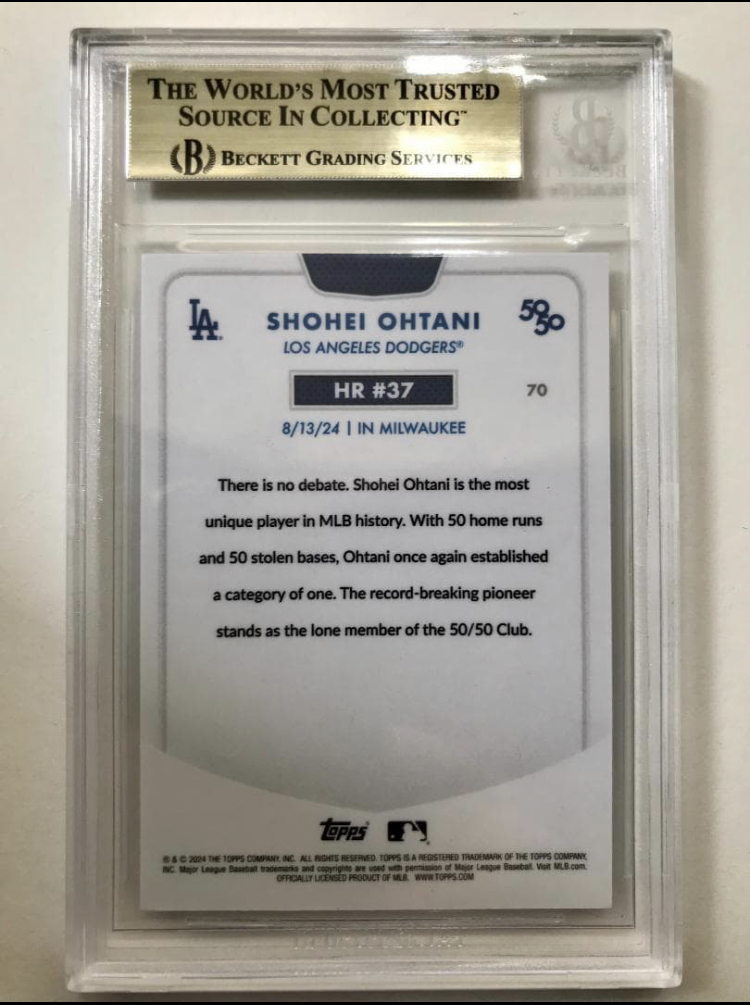 THE WORLD'S MOST TRUSTED
SOURCE IN COLLECTING™
B BECKETT GRADING SERVICES
LA
SHOHEI OHTANI
50/50
LOS ANGELES DODGERS®
HR #37
70
8/13/24 | IN MILWAUKEE
There is no debate. Shohei Ohtani is the most
unique player in MLB history. With 50 home runs
and 50 stolen bases, Ohtani once again established
a category of one. The record-breaking pioneer
stands as the lone member of the 50/50 Club.
Topps
® & © 2024 THE TOPPS COMPANY, INC. ALL RIGHTS RESERVED. TOPPS IS A REGISTERED TRADEMARK OF THE TOPPS COMPANY,
INC. Major League Baseball trademarks and copyrights are used with permission of Major League Baseball. Visit MLB.com.
OFFICIALLY LICENSED PRODUCT OF MLB. WWW.TOPPS.COM